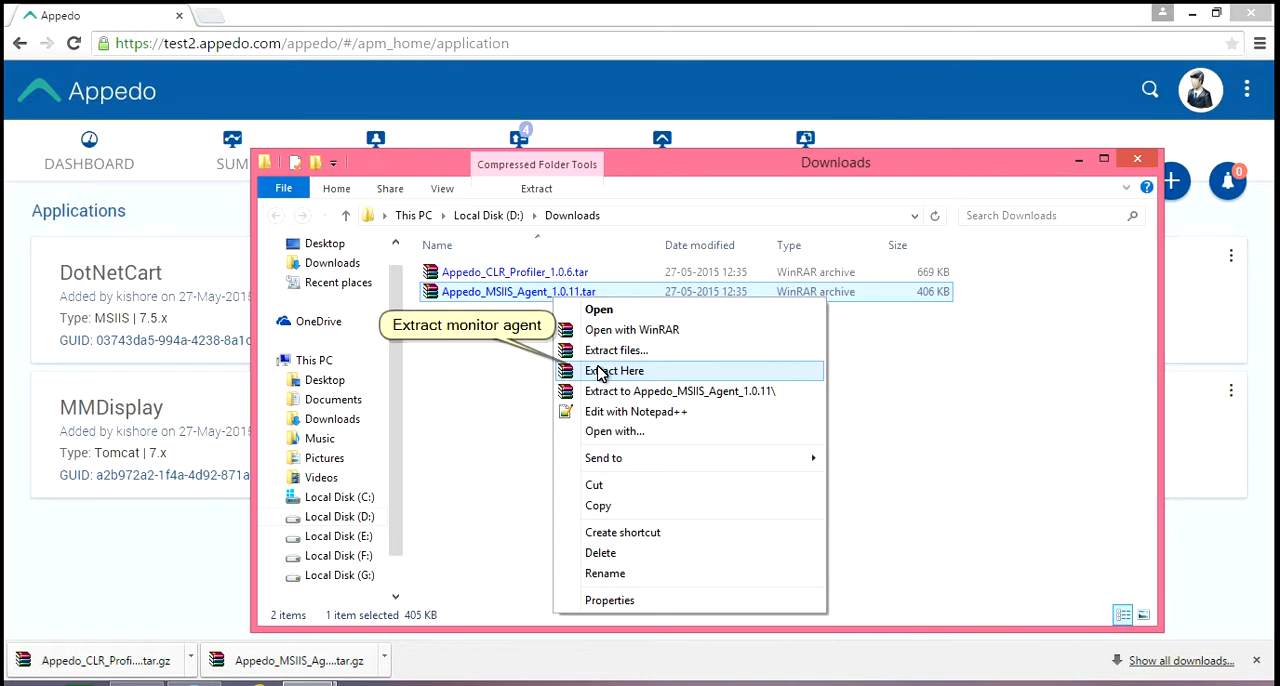 Appedo
https://test2.appedo.com/appedo/#/apm_home/application
Appedo
DASHBOARD
SUM
4
0
Applications
DotNetCart
Added by kishore on 27-May-201
Type: MSIIS | 7.5.x
GUID: 03743da5-994a-4238-8a1c
MMDisplay
Added by kishore on 27-May-201
Type: Tomcat | 7.x
GUID: a2b972a2-1f4a-4d92-871a
Compressed Folder Tools
Downloads
File Home Share View Extract
This PC Local Disk (D:) Downloads
Search Downloads
Desktop
Downloads
Recent places
OneDrive
This PC
Desktop
Documents
Downloads
Music
Pictures
Videos
Local Disk (C:)
Local Disk (D:)
Local Disk (E:)
Local Disk (F:)
Local Disk (G:)
Name Date modified Type Size
Appedo_CLR_Profiler_1.0.6.tar 27-05-2015 12:35 WinRAR archive 669 KB
Appedo_MSIIS_Agent_1.0.11.tar 27-05-2015 12:35 WinRAR archive 406 KB
Extract monitor agent
Open
Open with WinRAR
Extract files...
Extract Here
Extract to Appedo_MSIIS_Agent_1.0.11\
Edit with Notepad++
Open with...
Send to
Cut
Copy
Create shortcut
Delete
Rename
Properties
2 items 1 item selected 405 KB
Appedo_CLR_Profi....tar.gz
Appedo_MSIIS_Ag....tar.gz
Show all downloads...